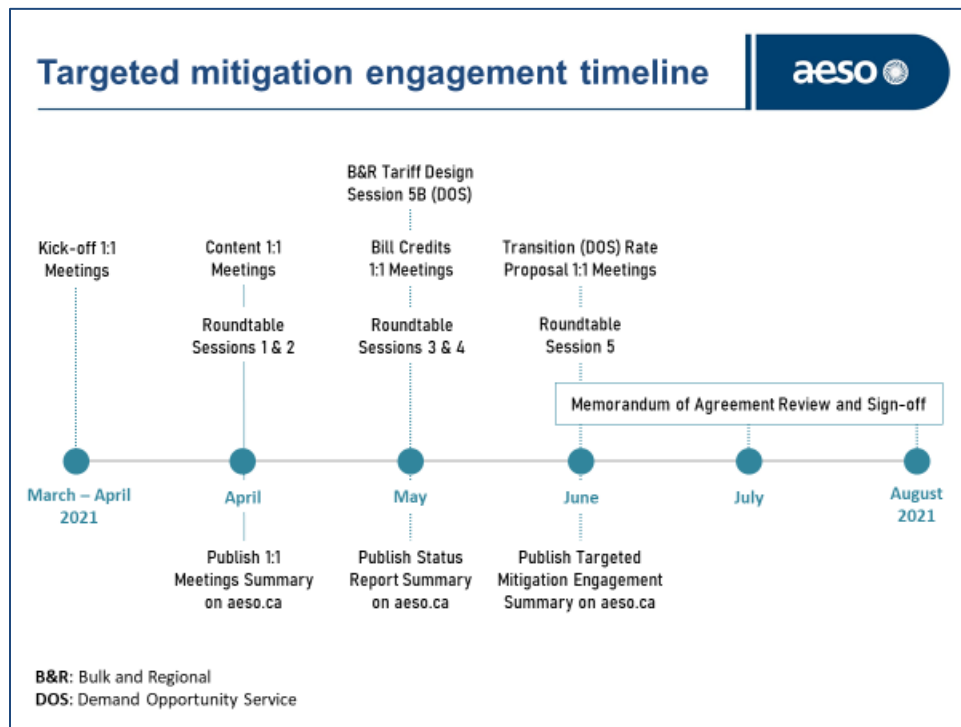 Targeted mitigation engagement timeline
aeso
B&R Tariff Design
Session 5B (DOS)
Kick-off 1:1
Meetings
Content 1:1
Meetings
Bill Credits
1:1 Meetings
Transition (DOS) Rate
Proposal 1:1 Meetings
Roundtable
Sessions 1 & 2
Roundtable
Sessions 3 & 4
Roundtable
Session 5
Memorandum of Agreement Review and Sign-off
March – April
2021
April
May
June
July
August
2021
Publish 1:1
Meetings Summary
on aeso.ca
Publish Status
Report Summary
on aeso.ca
Publish Targeted
Mitigation Engagement
Summary on aeso.ca
B&R: Bulk and Regional
DOS: Demand Opportunity Service